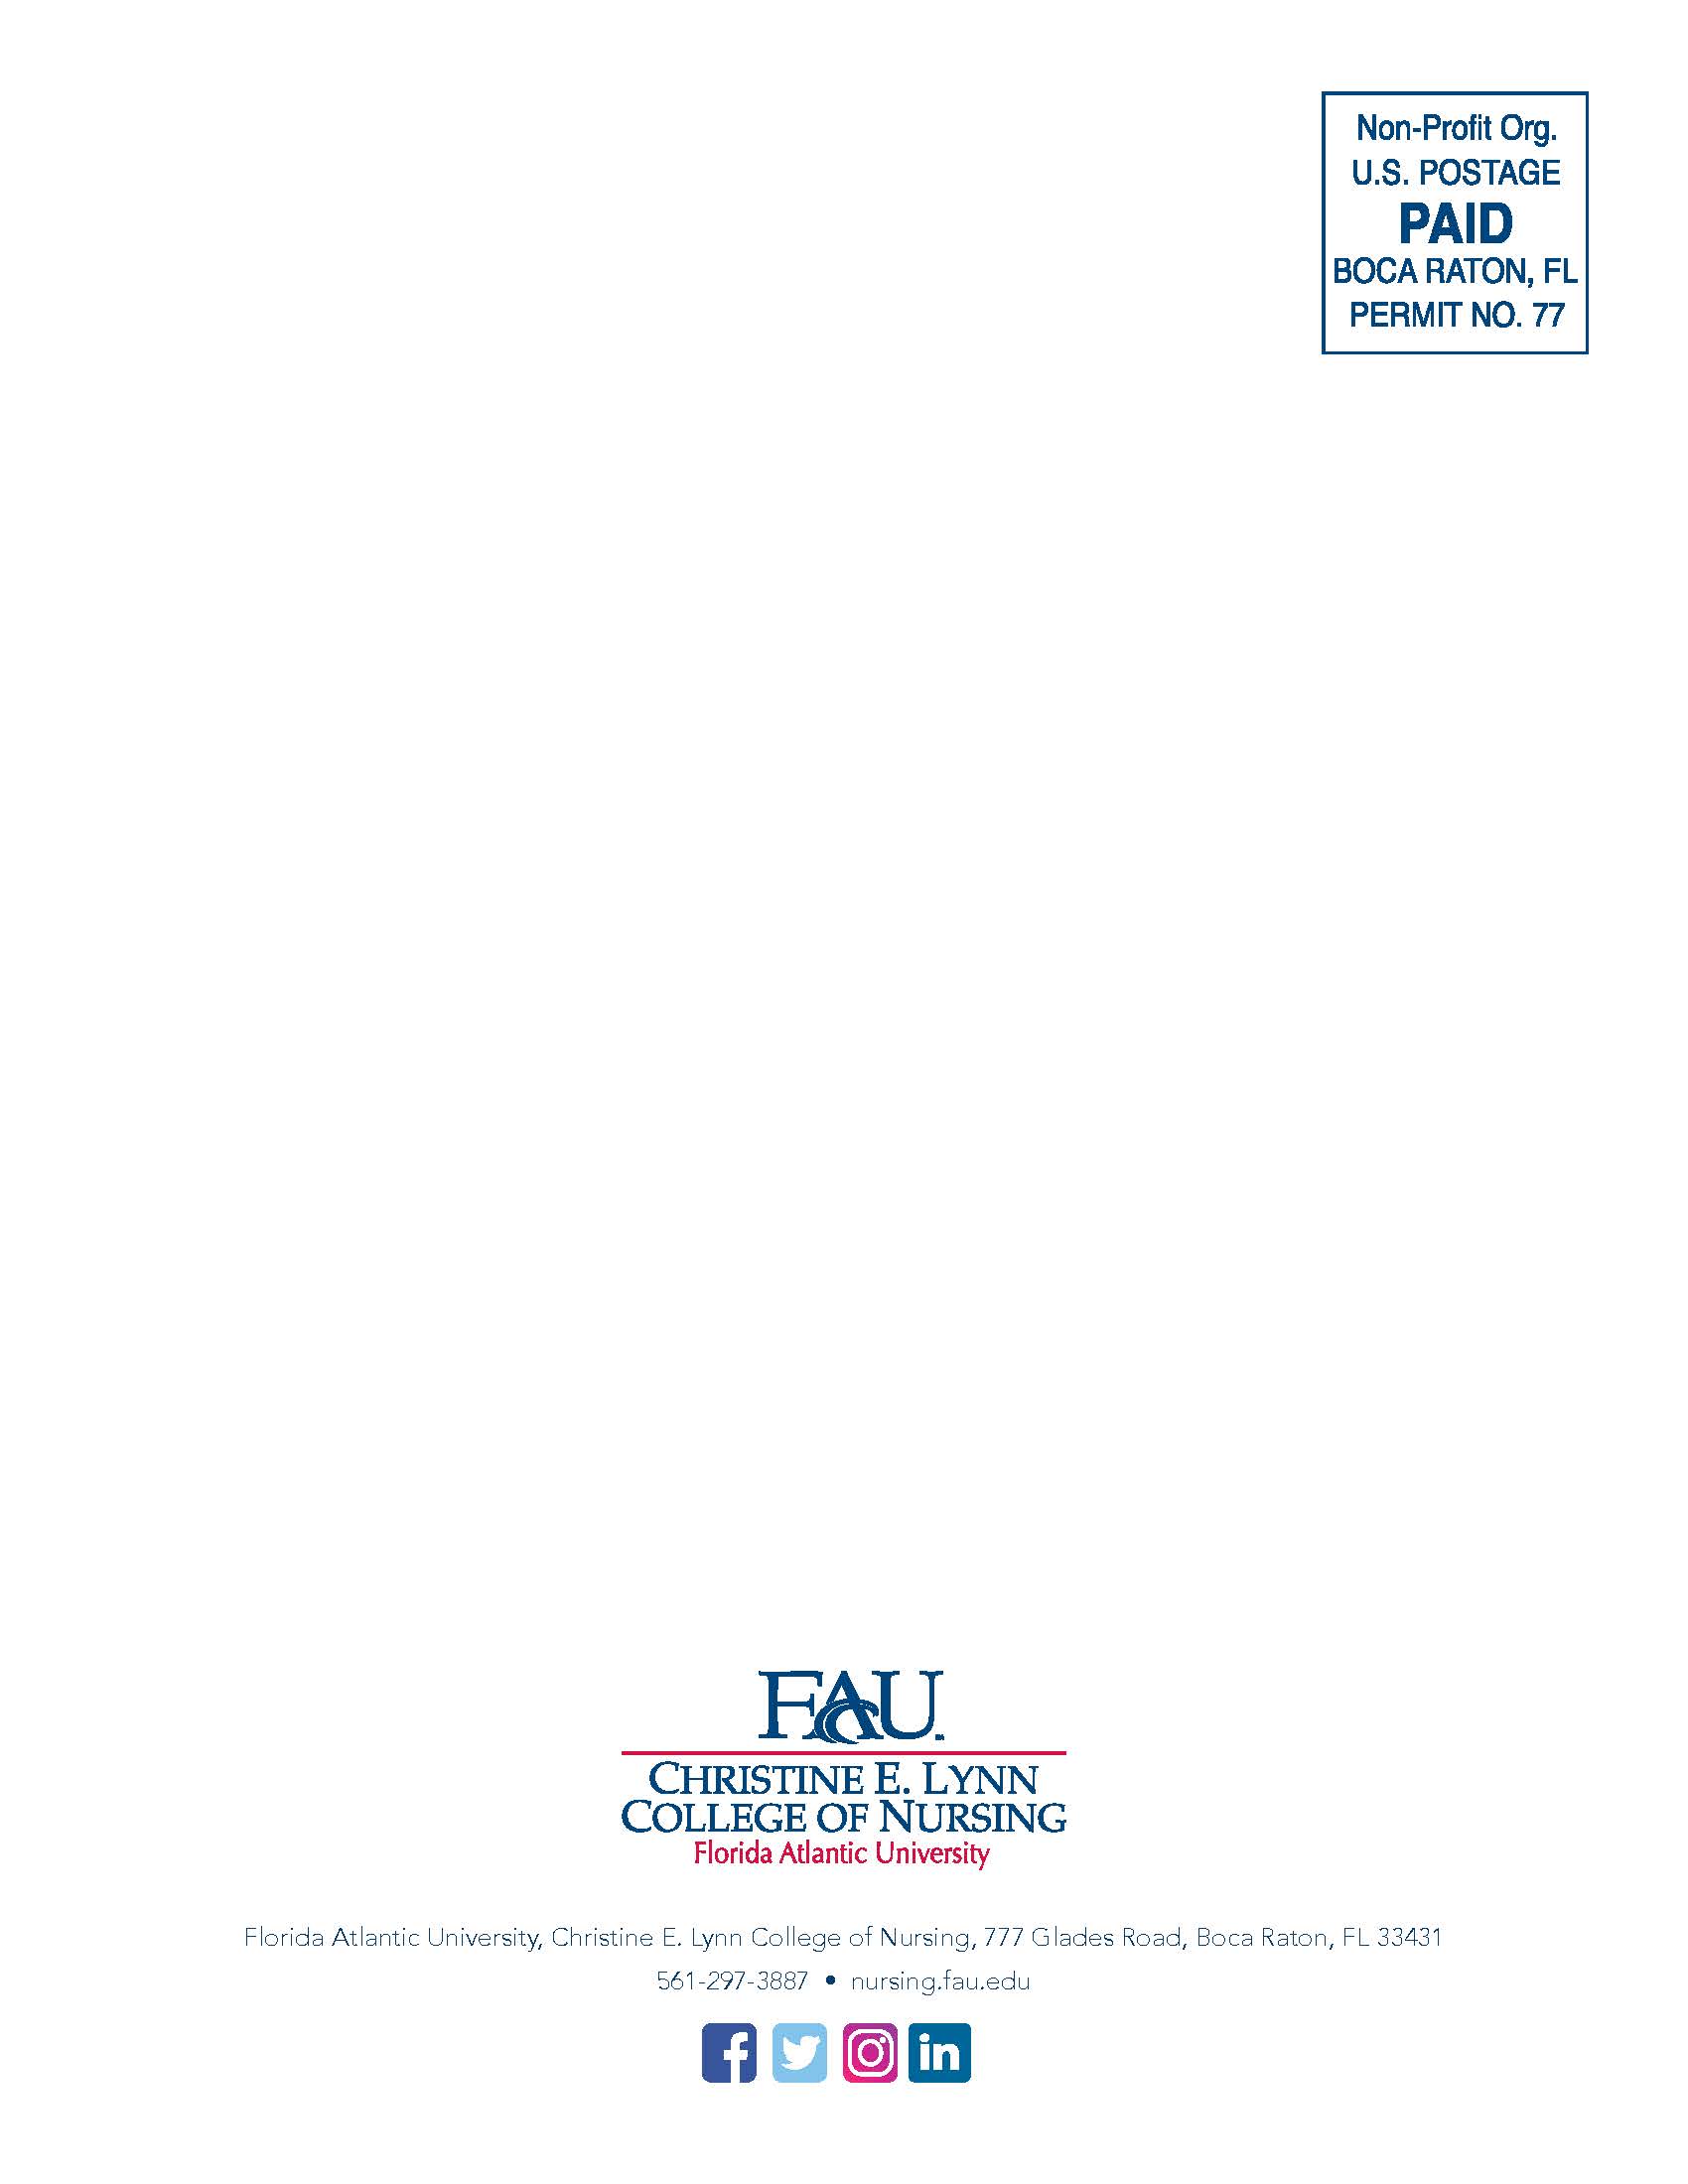 Non-Profit Org.
U.S. POSTAGE
PAID
BOCA RATON, FL
PERMIT NO. 77
FAU
CHRISTINE E. LYNN
COLLEGE OF NURSING
Florida Atlantic University
Florida Atlantic University, Christine E. Lynn College of Nursing, 777 Glades Road, Boca Raton, FL 33431
561-297-3887 • nursing.fau.edu